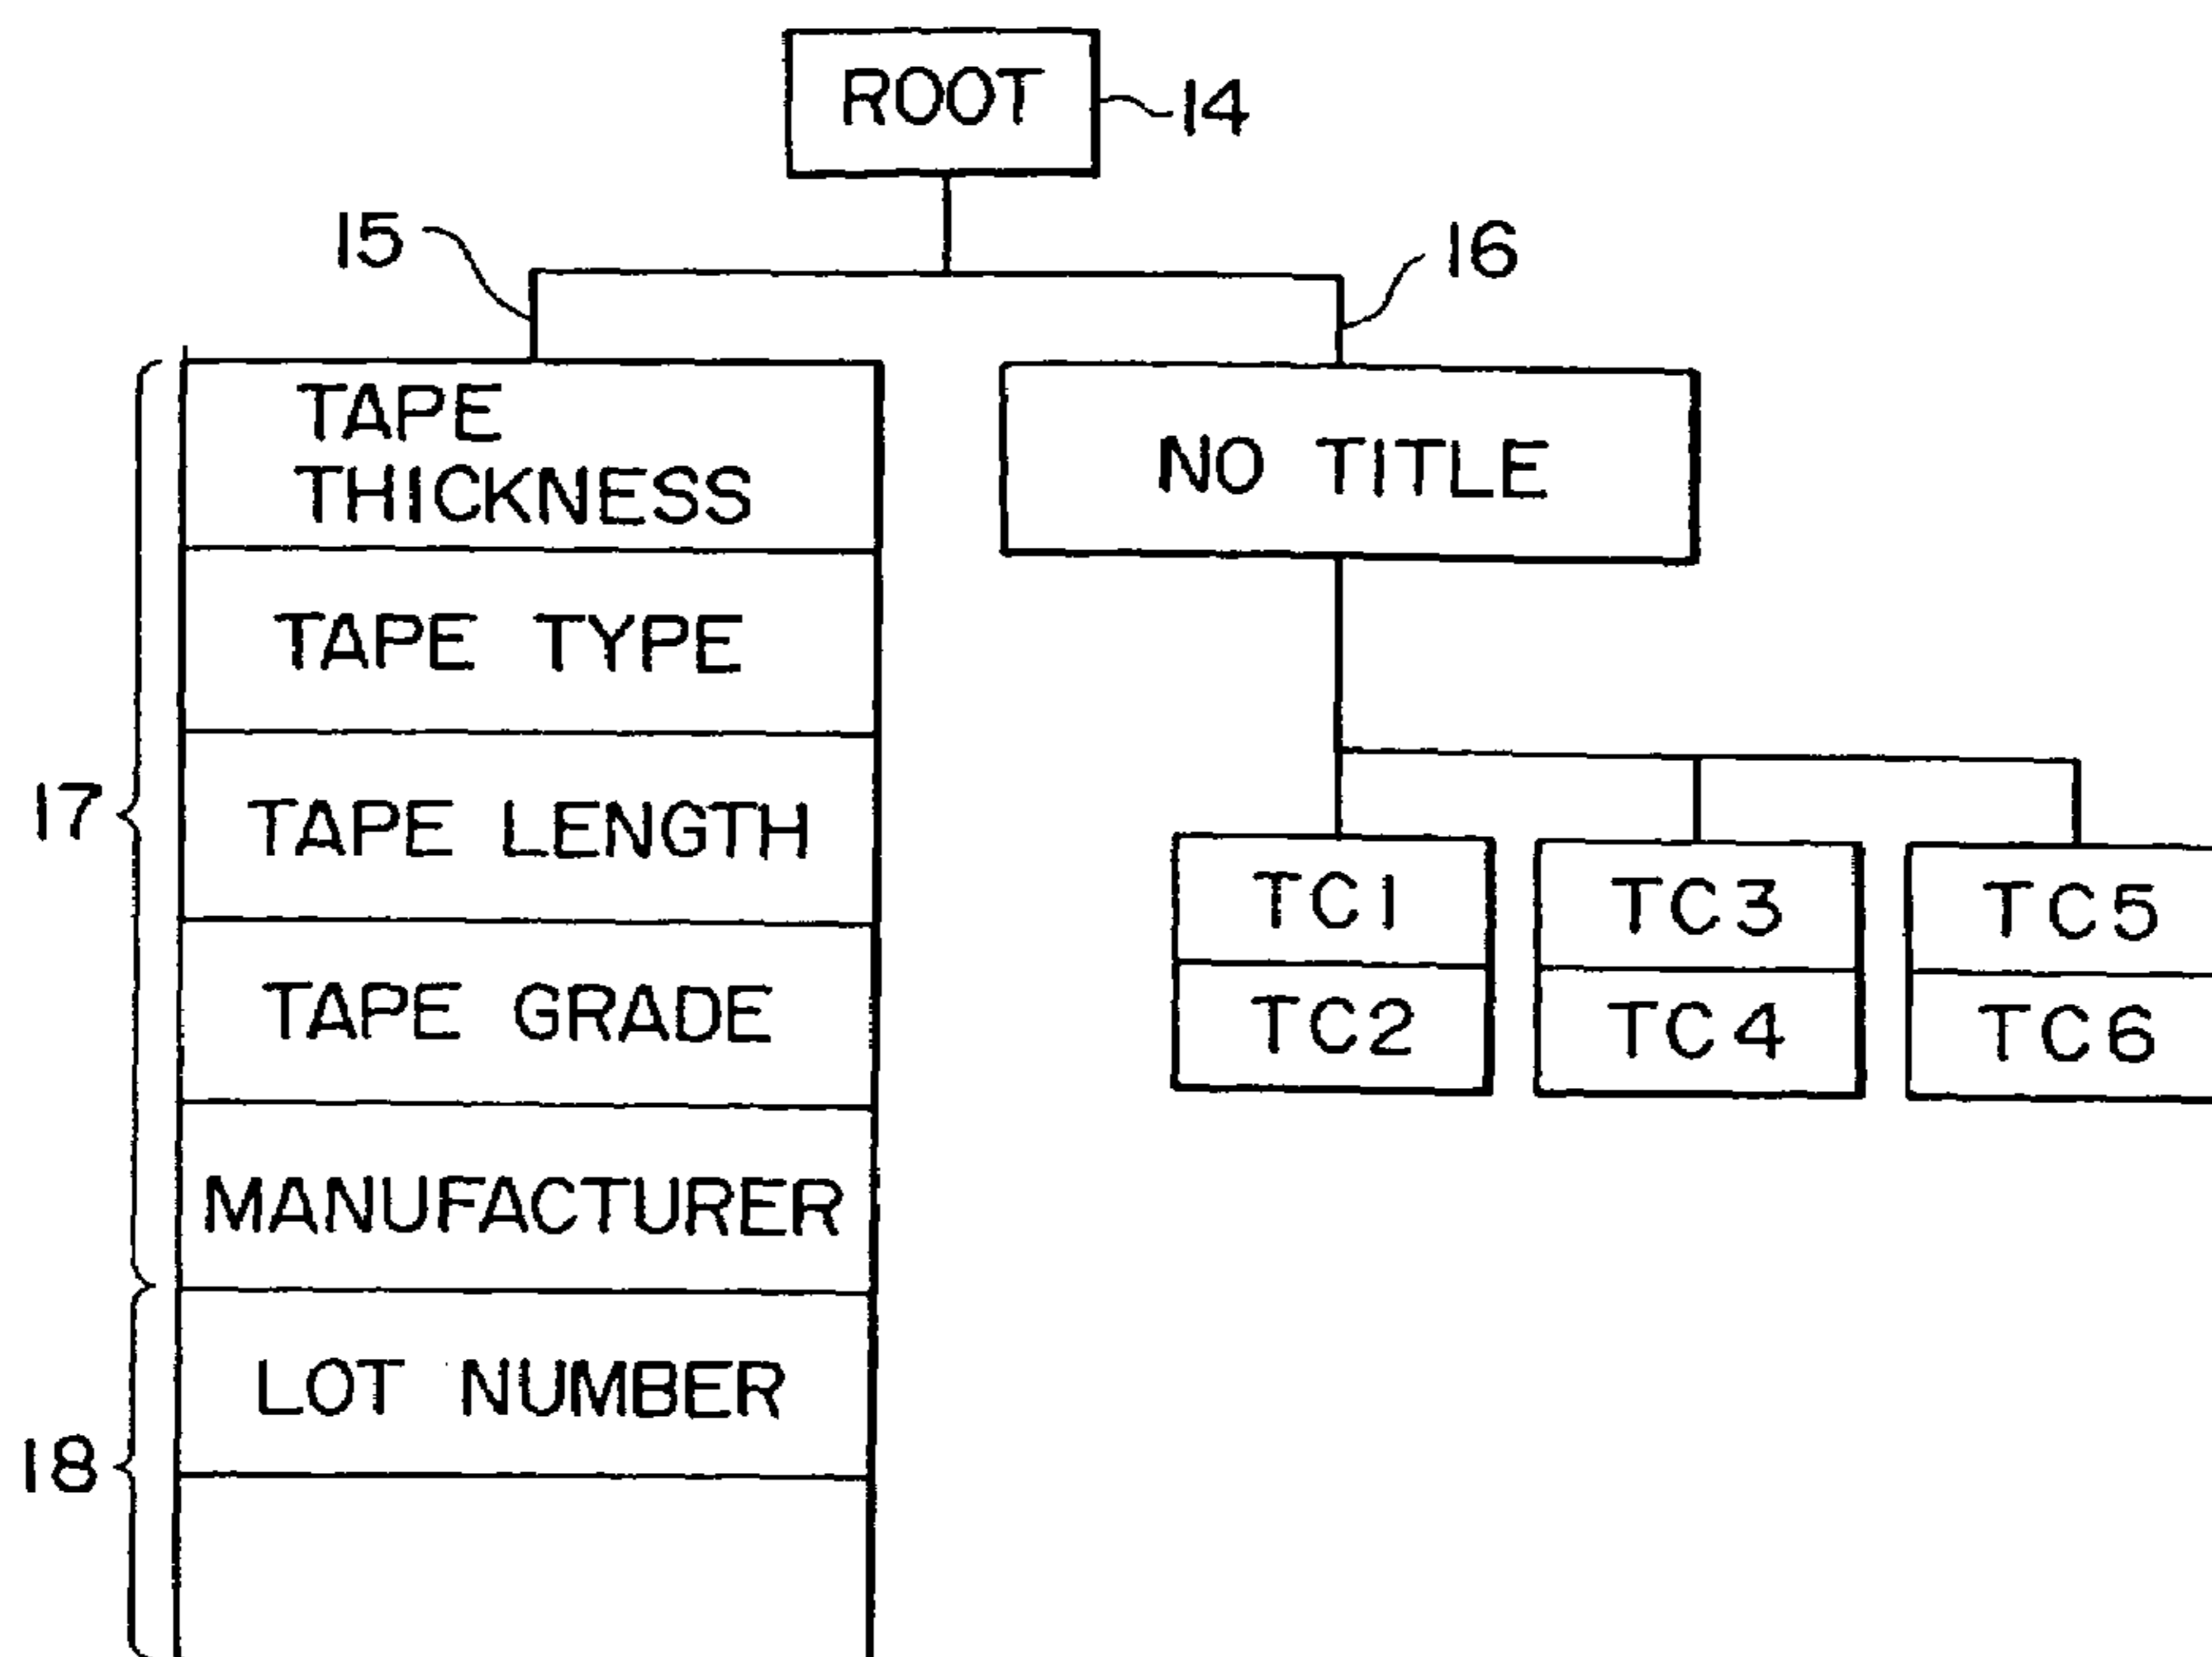 ROOT
14
15
16
TAPE
THICKNESS
NO TITLE
TAPE TYPE
17
TAPE LENGTH
TC1
TC3
TC5
TAPE GRADE
TC2
TC4
TC6
MANUFACTURER
LOT NUMBER
18